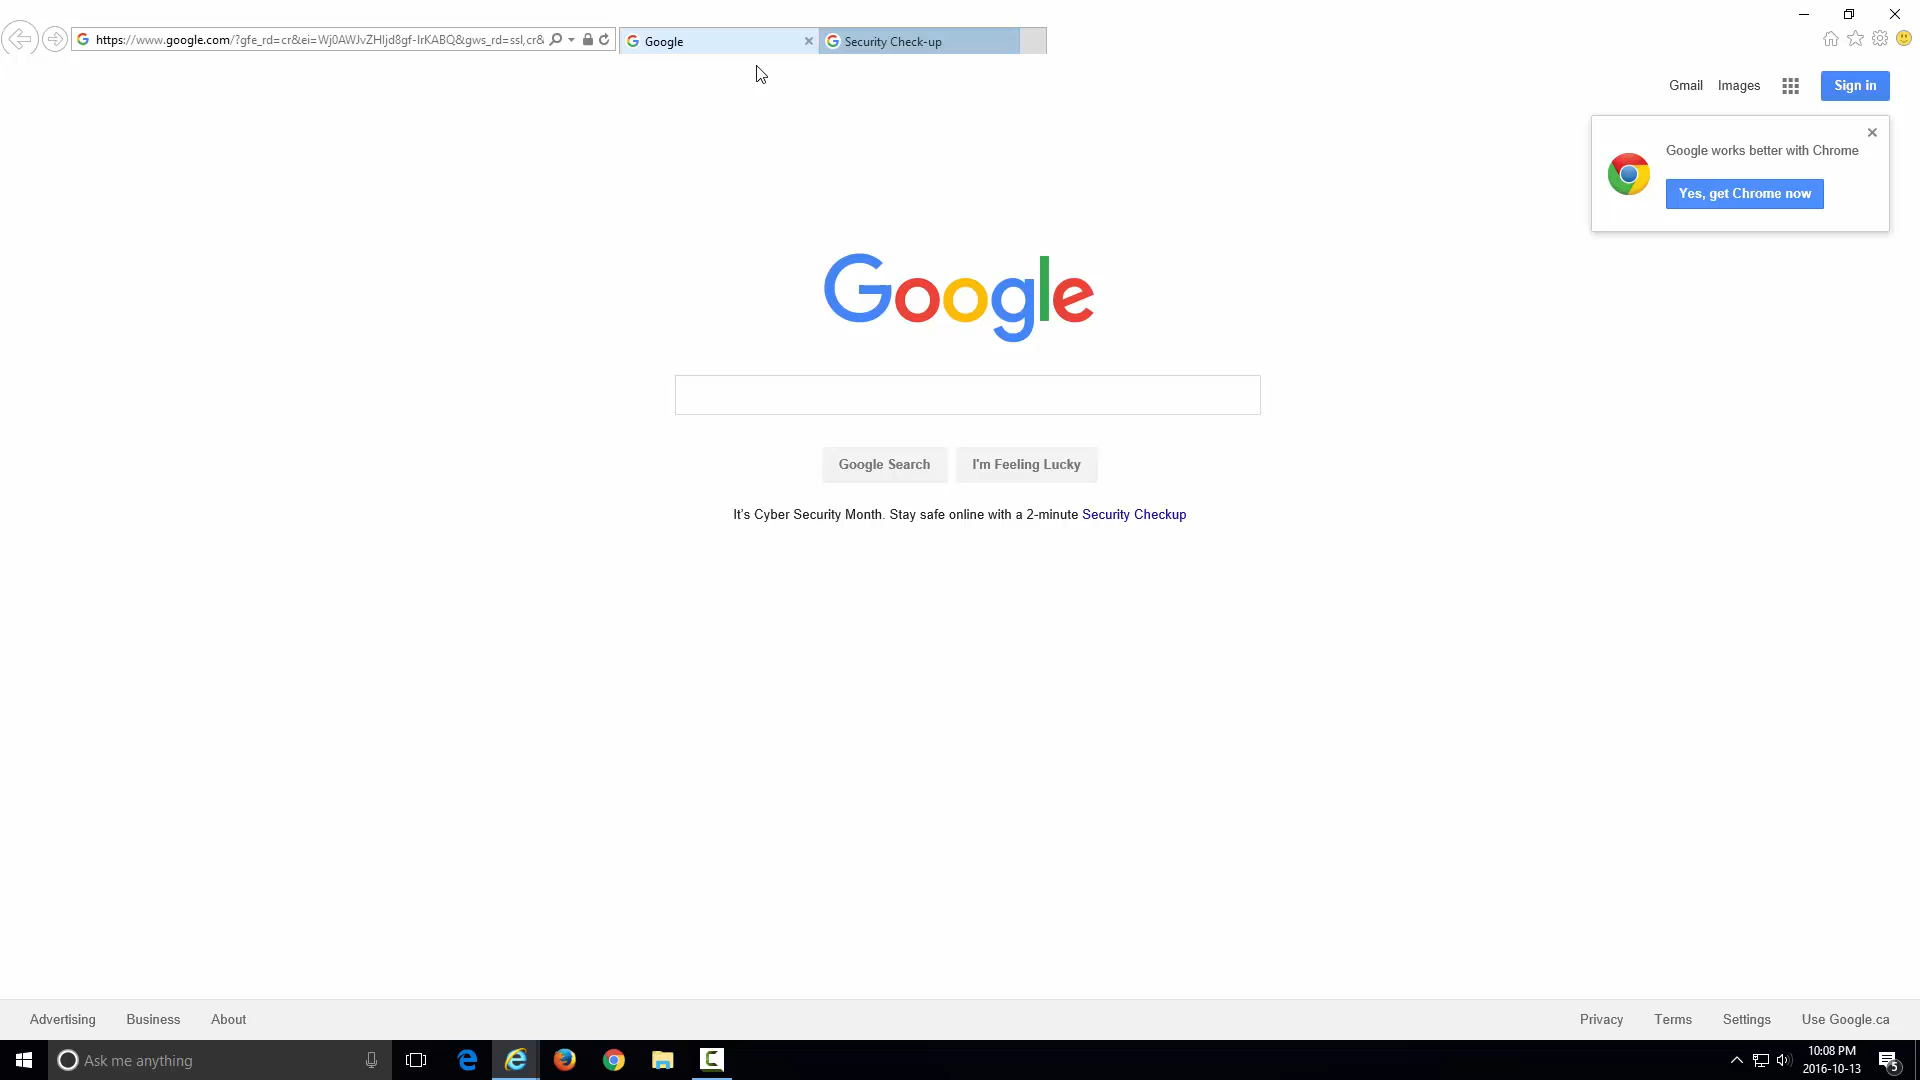 https://www.google.com/?gfe_rd=cr&ei=Wj0AWJvZHIjd8gf-IrKABQ&gws_rd=ssl,cr&
Google
Security Check-up
Gmail
Images
Sign in
Google works better with Chrome
Yes, get Chrome now
Google
Google Search
I'm Feeling Lucky
It's Cyber Security Month. Stay safe online with a 2-minute Security Checkup
Advertising
Business
About
Privacy
Terms
Settings
Use Google.ca
Ask me anything
10:08 PM
2016-10-13
5